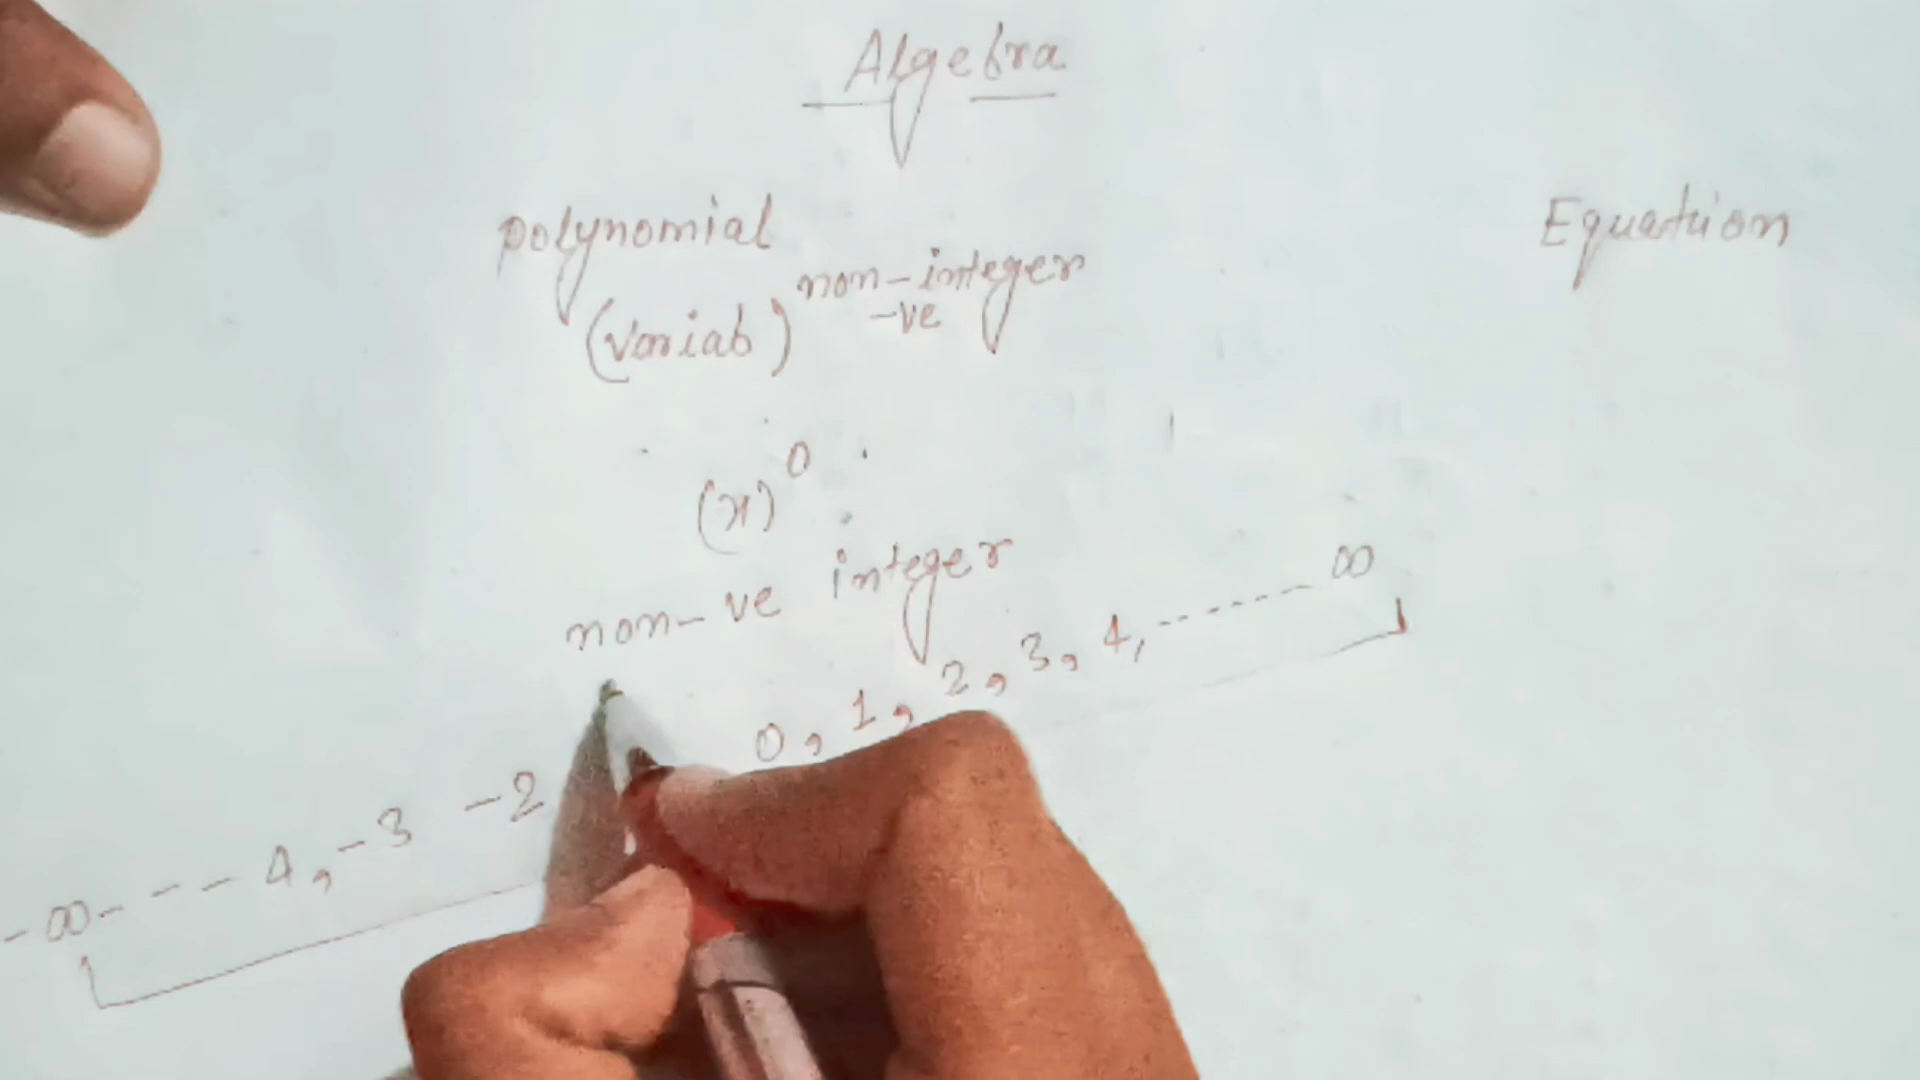 Algebra
polynomial
Equation
(variab) non-integer
-ve
(x) 0
non-ve integer
-∞- - - 4, -3 -2 0, 1, 2, 3, 4, ------- ∞